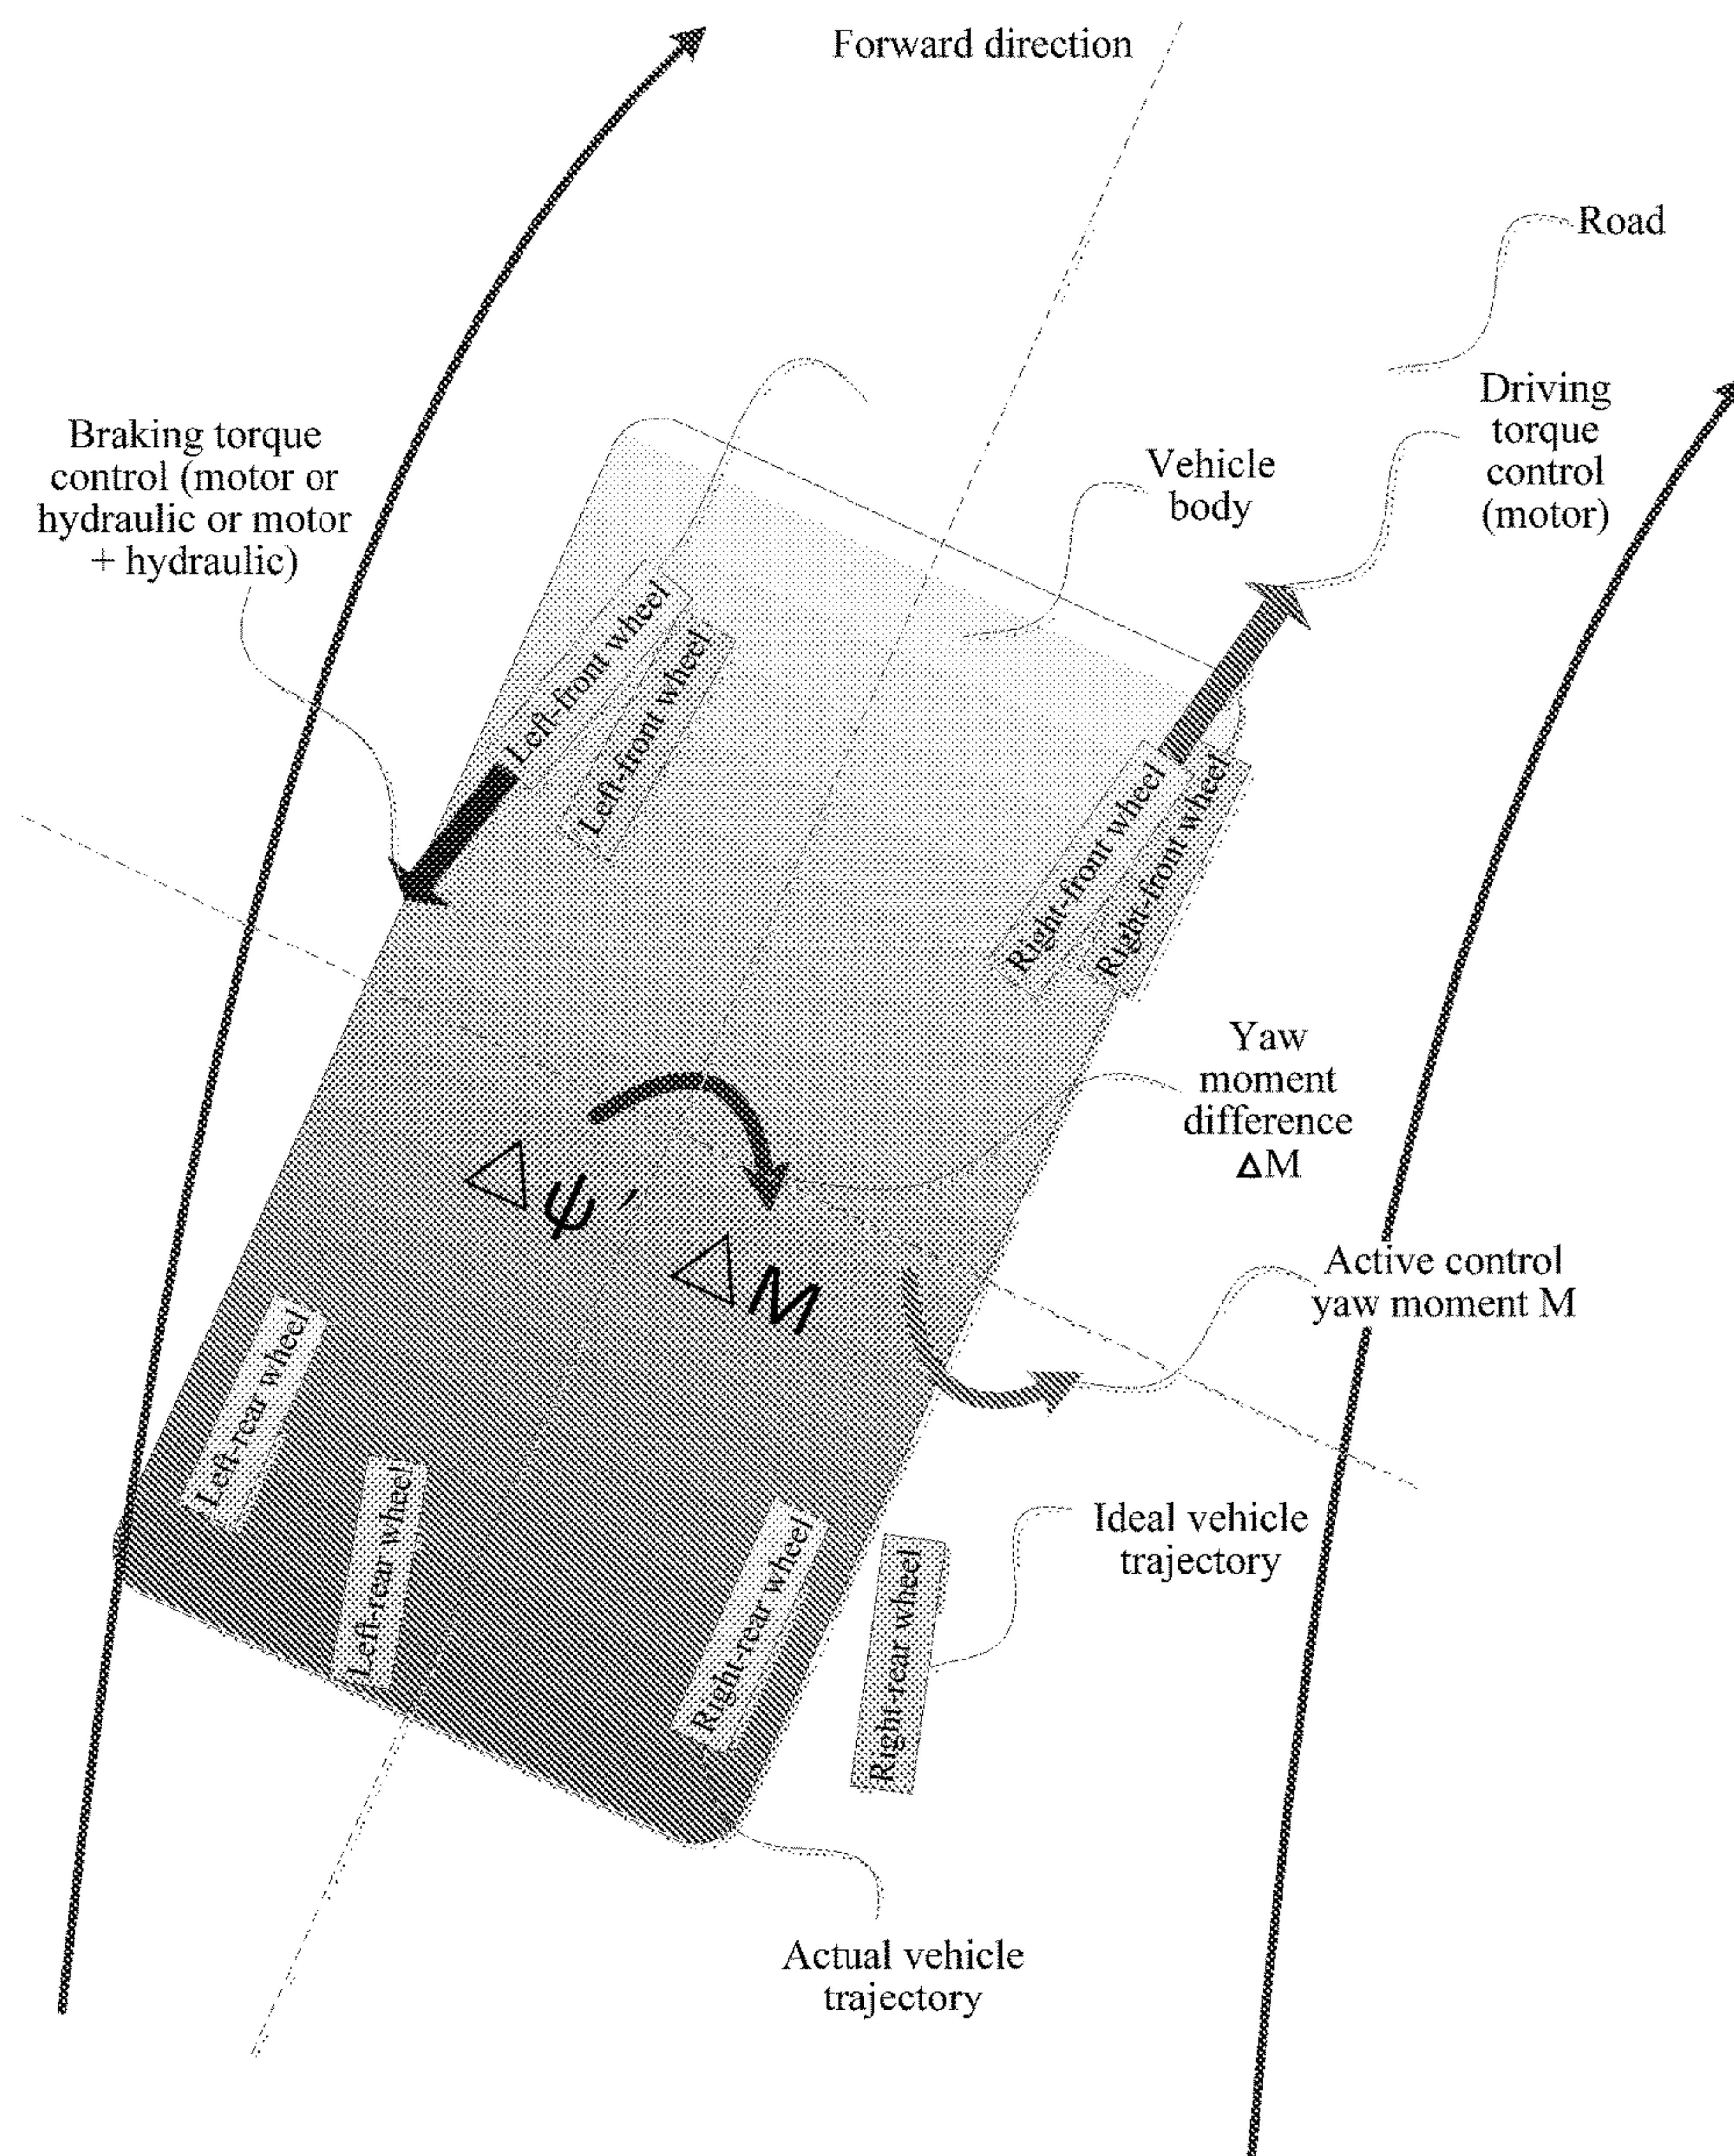 Forward direction
Road
Driving
torque
control
(motor)
Braking torque
control (motor or
hydraulic or motor
+ hydraulic)
Vehicle
body
Left-front wheel
Left-front wheel
Right-front wheel
Right-front wheel
Yaw
moment
difference
ΔM
Δψ′
ΔM
Active control
yaw moment M
Left-rear wheel
Left-rear wheel
Right-rear wheel
Right-rear wheel
Ideal vehicle
trajectory
Actual vehicle
trajectory